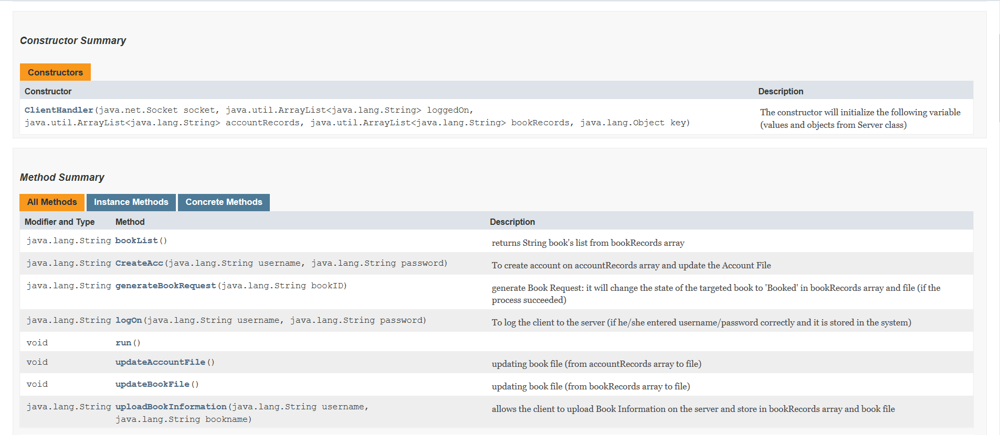 Constructor Summary
Constructors
Constructor Description
ClientHandler(java.net.Socket socket, java.util.ArrayList<java.lang.String> loggedOn,
java.util.ArrayList<java.lang.String> accountRecords, java.util.ArrayList<java.lang.String> bookRecords, java.lang.Object key)
The constructor will initialize the following variable
(values and objects from Server class)
Method Summary
All Methods Instance Methods Concrete Methods
Modifier and Type Method Description
java.lang.String bookList() returns String book's list from bookRecords array
java.lang.String CreateAcc(java.lang.String username, java.lang.String password) To create account on accountRecords array and update the Account File
java.lang.String generateBookRequest(java.lang.String bookID) generate Book Request: it will change the state of the targeted book to 'Booked' in bookRecords array and file (if the
process succeeded)
java.lang.String logOn(java.lang.String username, java.lang.String password) To log the client to the server (if he/she entered username/password correctly and it is stored in the system)
void run()
void updateAccountFile() updating book file (from accountRecords array to file)
void updateBookFile() updating book file (from bookRecords array to file)
java.lang.String uploadBookInformation(java.lang.String username, allows the client to upload Book Information on the server and store in bookRecords array and book file
java.lang.String bookname)